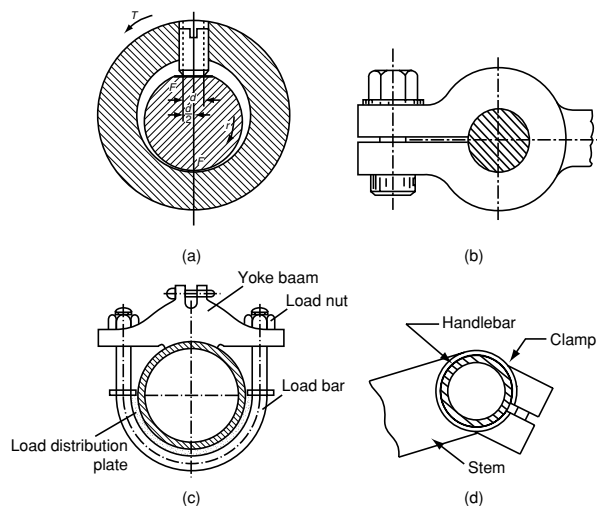 T
F
d
d
2
r
F
(a)
(b)
Yoke baam
Load nut
Load bar
Load distribution
plate
(c)
Handlebar
Clamp
Stem
(d)